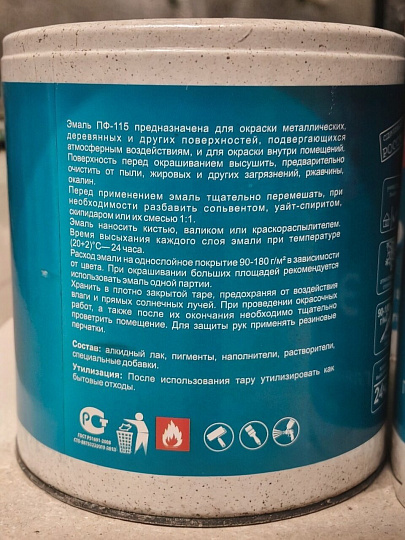 Эмаль ПФ-115 предназначена для окраски металлических,
деревянных и других поверхностей, подвергающихся
атмосферным воздействиям, и для окраски внутри помещений.
Поверхность перед окрашиванием высушить, предварительно
очистить от пыли, жировых и других загрязнений, ржавчины,
окалин.
Перед применением эмаль тщательно перемешать, при
необходимости разбавить сольвентом, уайт-спиритом,
скипидаром или их смесью 1:1.
Эмаль наносить кистью, валиком или краскораспылителем.
Время высыхания каждого слоя эмали при температуре
(20+2)°С— 24 часа.
Расход эмали на однослойное покрытие 90-180 г/м² в зависимости
от цвета. При окрашивании больших площадей рекомендуется
использовать эмаль одной партии.
Хранить в плотно закрытой таре, предохраняя от воздействия
влаги и прямых солнечных лучей. При проведении окрасочных
работ, а также после их окончания необходимо тщательно
проветрить помещение. Для защиты рук применять резиновые
перчатки.
Состав: алкидный лак, пигменты, наполнители, растворители,
специальные добавки.
Утилизация: После использования тару утилизировать как
бытовые отходы.